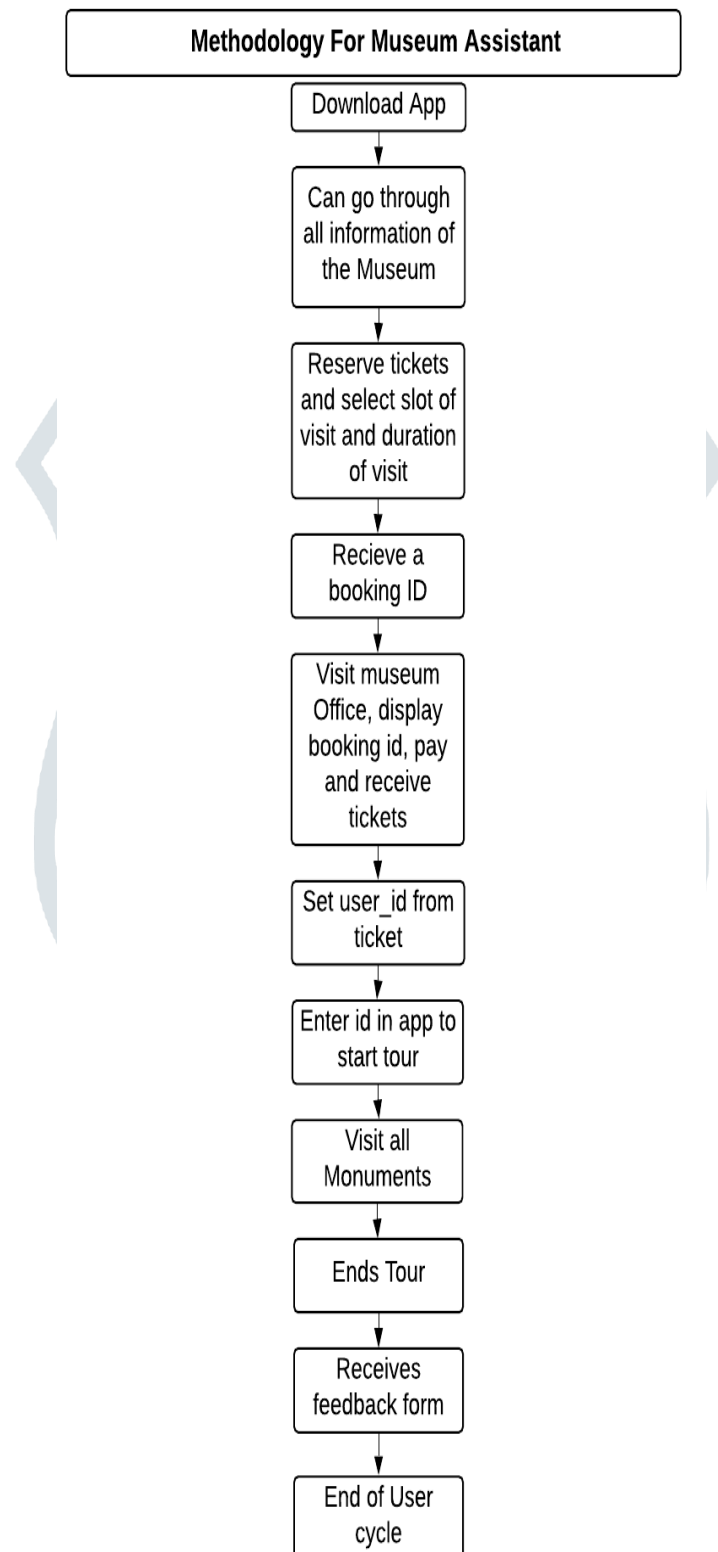 Methodology For Museum Assistant
Download App
Can go through
all information of
the Museum
Reserve tickets
and select slot of
visit and duration
of visit
Recieve a
booking ID
Visit museum
Office, display
booking id, pay
and receive
tickets
Set user_id from
ticket
Enter id in app to
start tour
Visit all
Monuments
Ends Tour
Receives
feedback form
End of User
cycle